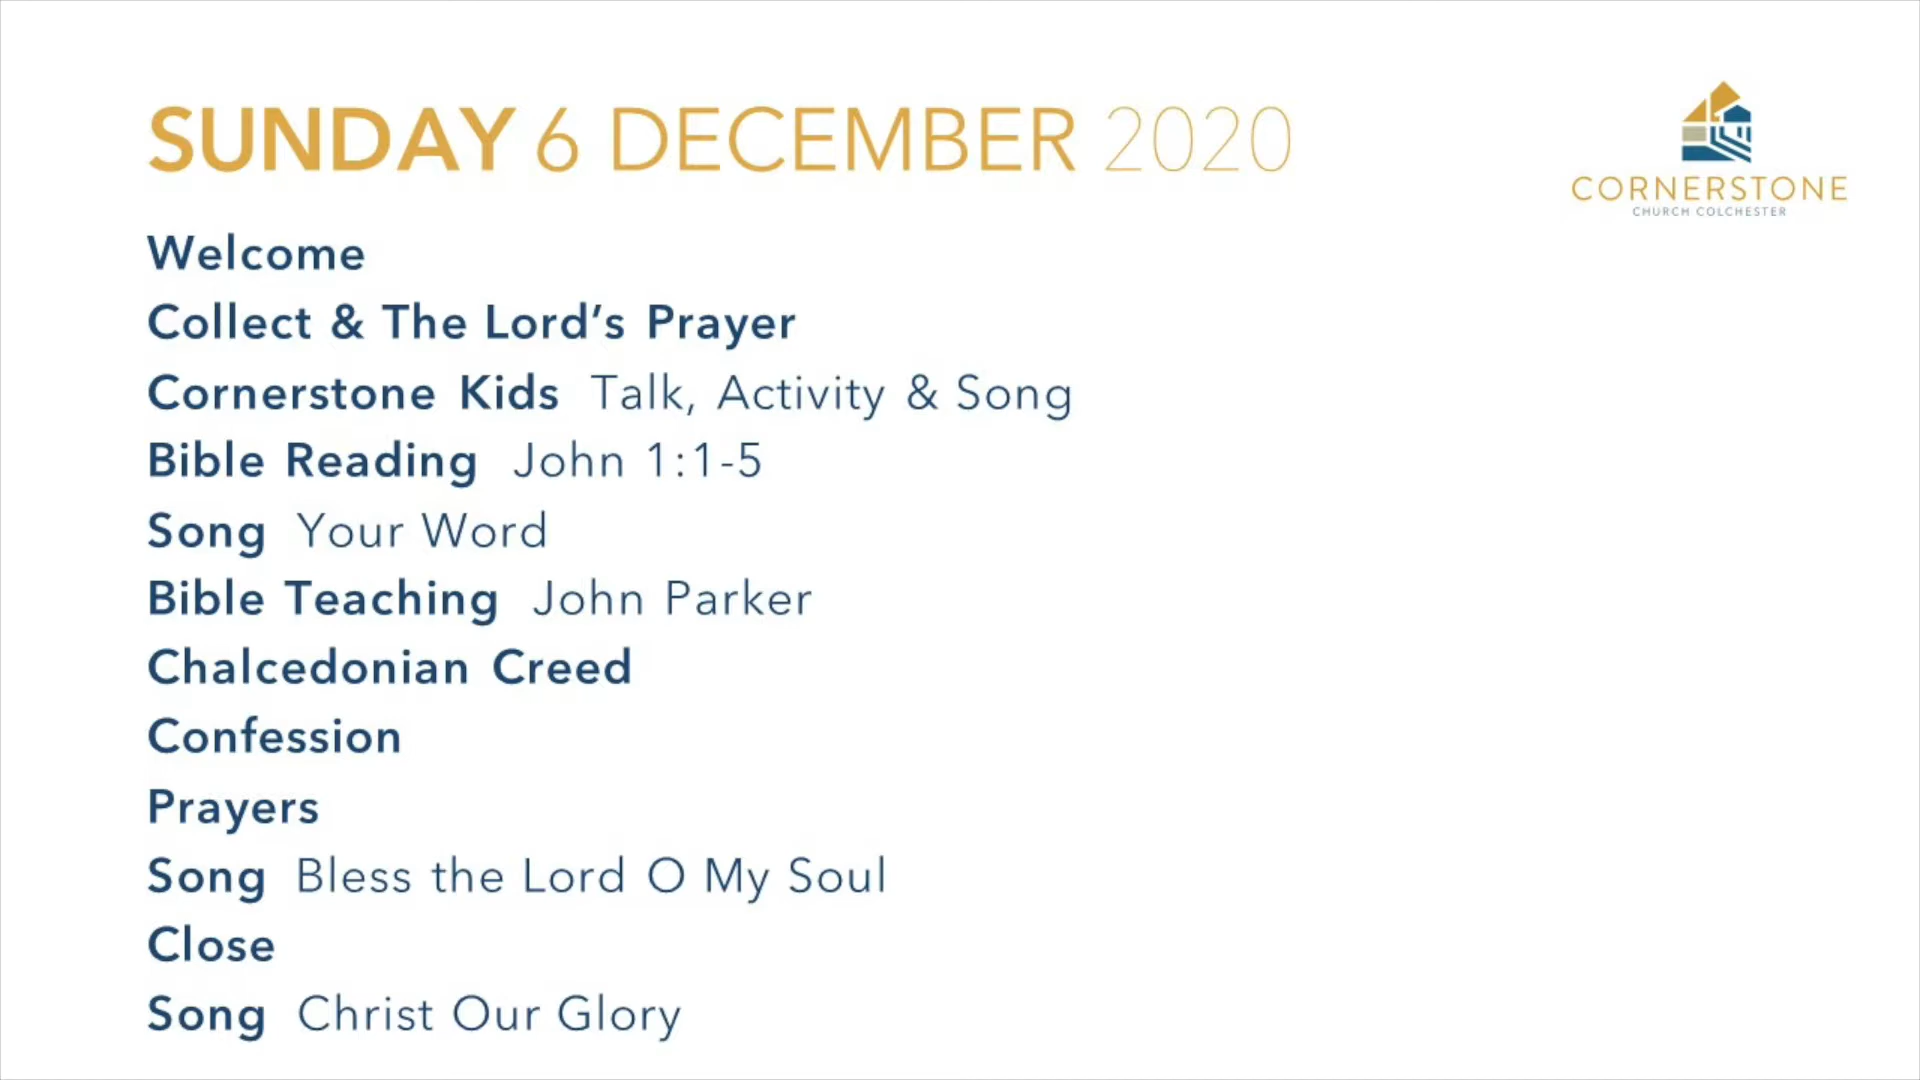 SUNDAY 6 DECEMBER 2020
CORNERSTONE
CHURCH COLCHESTER
Welcome
Collect & The Lord’s Prayer
Cornerstone Kids Talk, Activity & Song
Bible Reading John 1:1-5
Song Your Word
Bible Teaching John Parker
Chalcedonian Creed
Confession
Prayers
Song Bless the Lord O My Soul
Close
Song Christ Our Glory